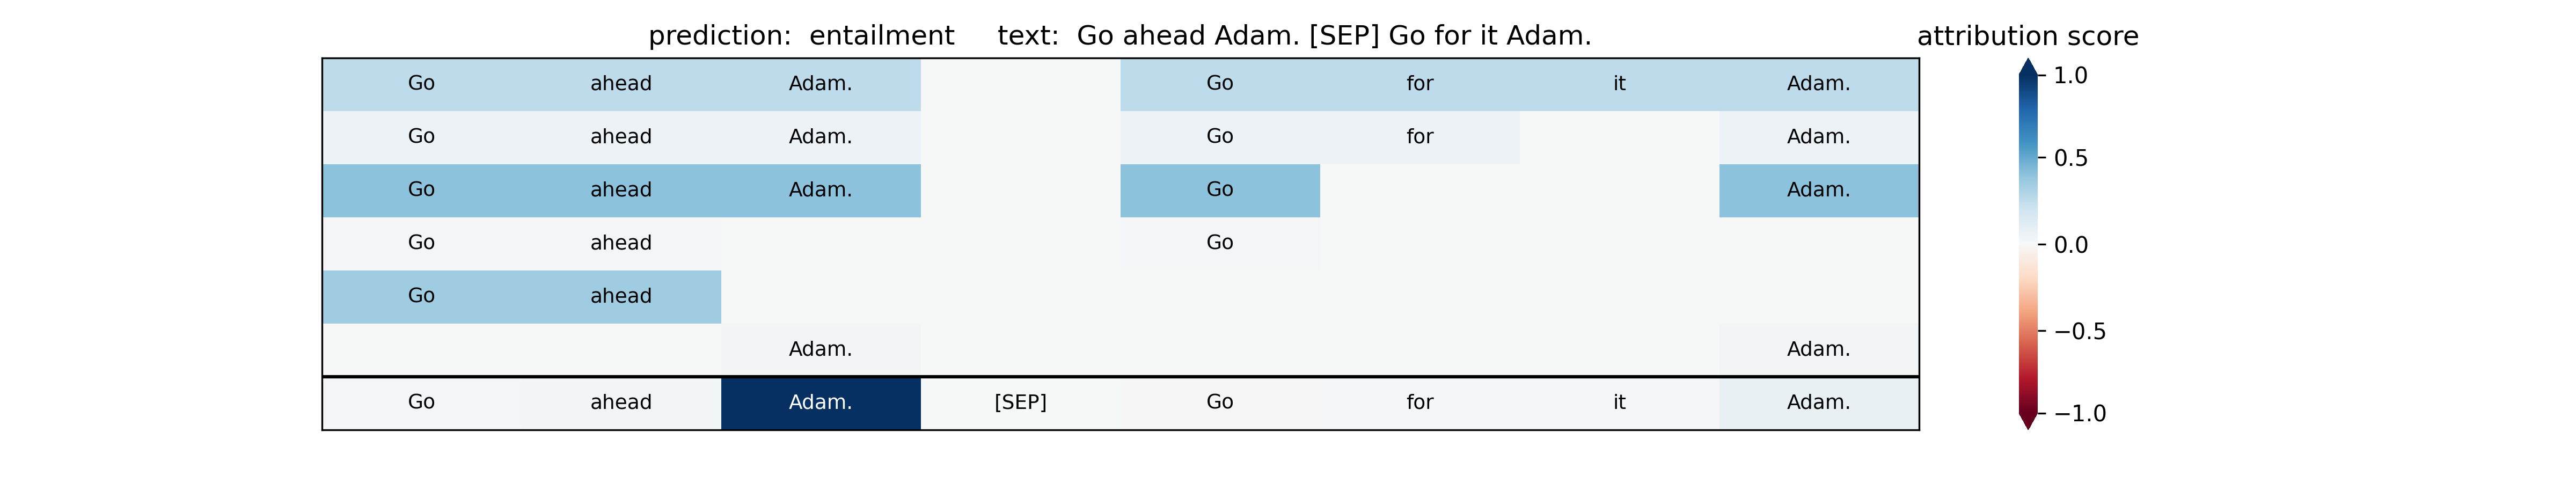 prediction:  entailment     text:  Go ahead Adam. [SEP] Go for it Adam.
attribution score
Go ahead Adam. Go for it Adam.
Go ahead Adam. Go for Adam.
Go ahead Adam. Go Adam.
Go ahead Go
Go ahead
Adam. Adam.
Go ahead Adam. [SEP] Go for it Adam.
1.0
0.5
0.0
−0.5
−1.0